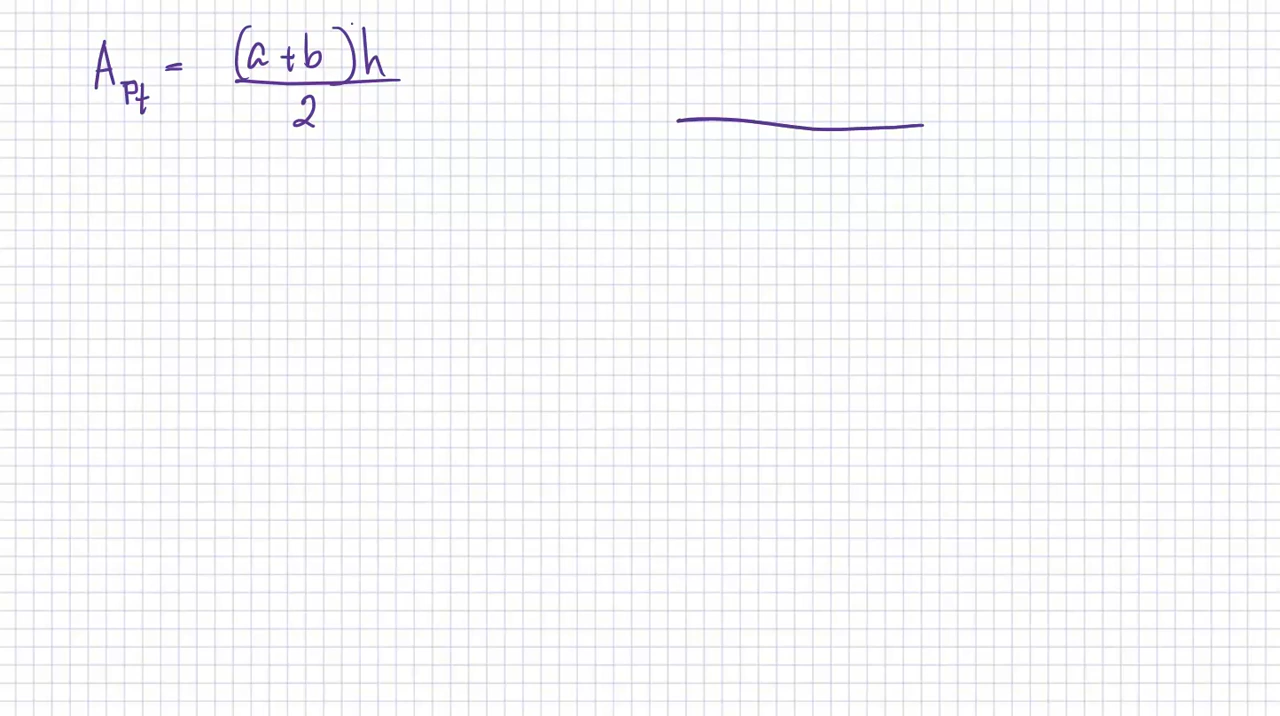 A_Pt = (a+b)h / 2